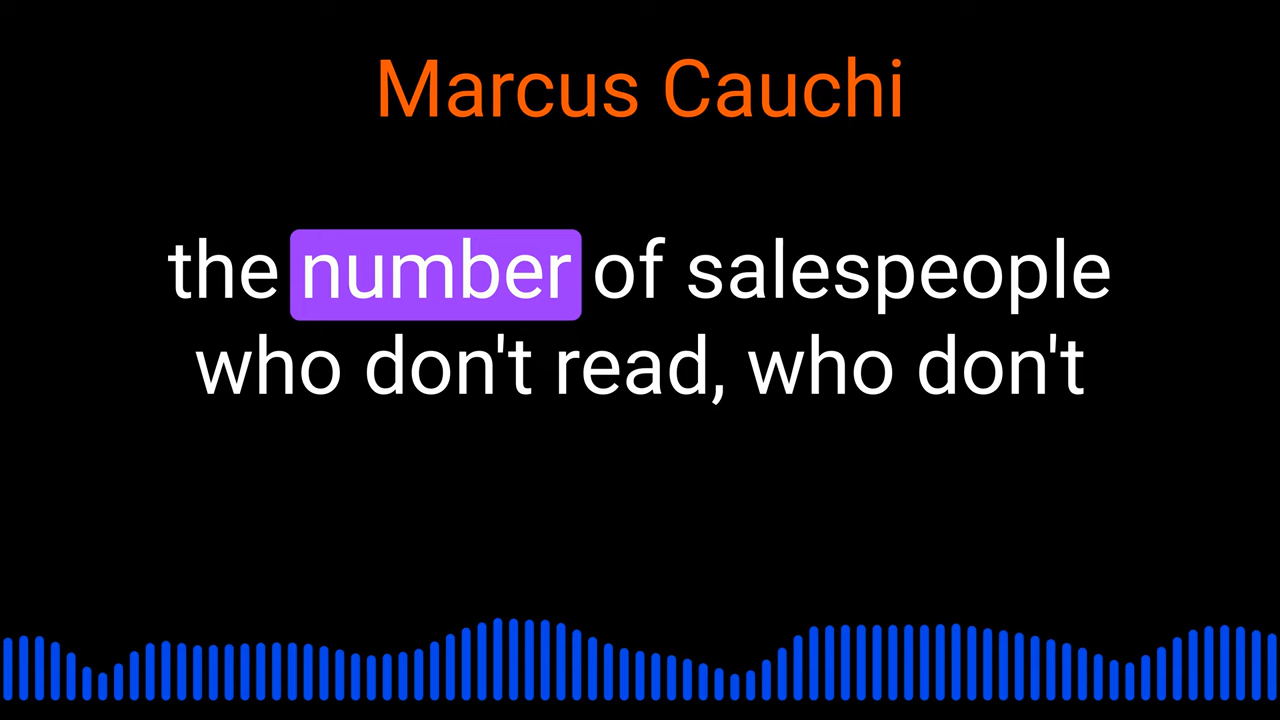 Marcus Cauchi
the number of salespeople
who don't read, who don't